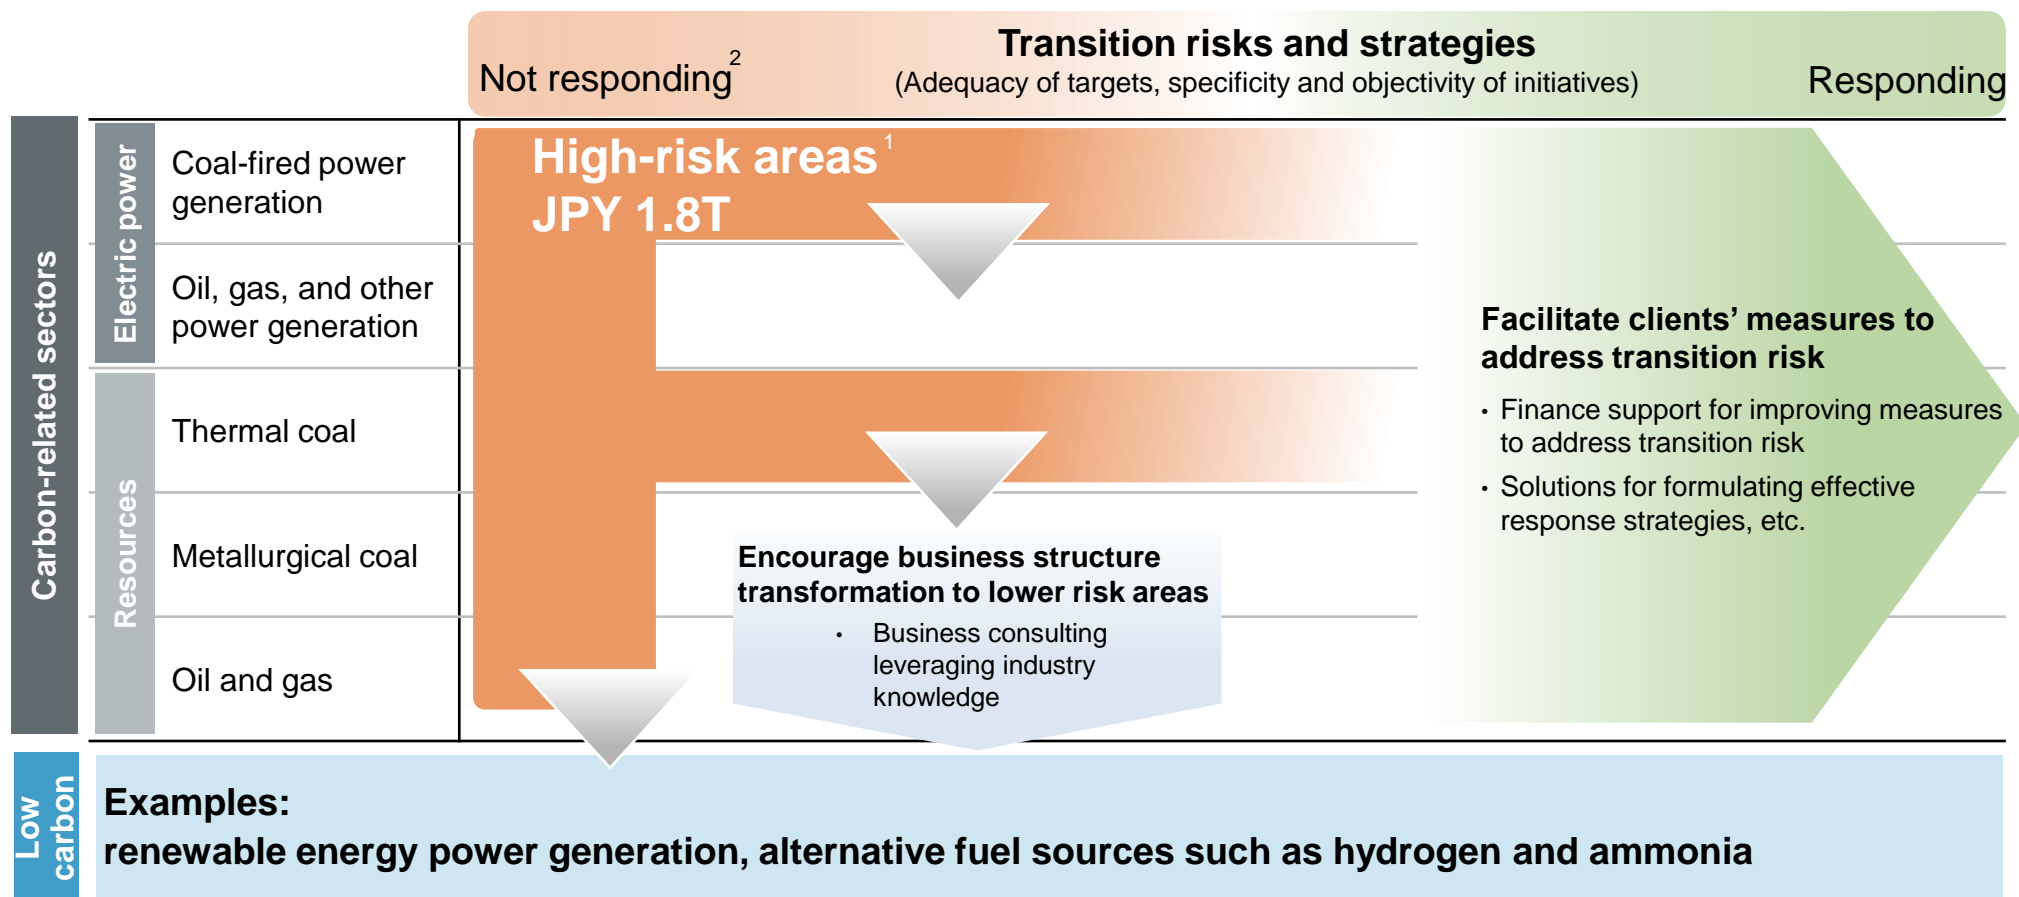 Transition risks and strategies
(Adequacy of targets, specificity and objectivity of initiatives)
Not responding2
Responding
Carbon-related sectors
Electric power
Coal-fired power
generation
Oil, gas, and other
power generation
Resources
Thermal coal
Metallurgical coal
Oil and gas
High-risk areas1
JPY 1.8T
Encourage business structure
transformation to lower risk areas
• Business consulting
leveraging industry
knowledge
Facilitate clients’ measures to
address transition risk
• Finance support for improving measures
to address transition risk
• Solutions for formulating effective
response strategies, etc.
Low
carbon
Examples:
renewable energy power generation, alternative fuel sources such as hydrogen and ammonia